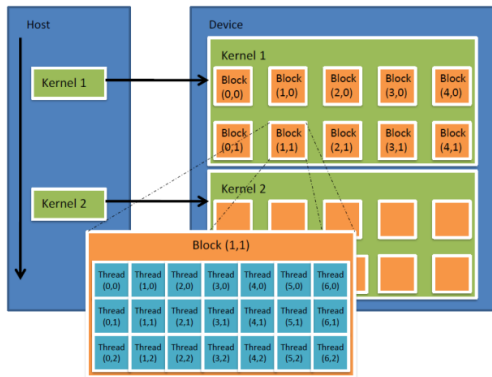 Host
Device
Kernel 1
Kernel 1
Block
(0,0)
Block
(1,0)
Block
(2,0)
Block
(3,0)
Block
(4,0)
Block
(0,1)
Block
(1,1)
Block
(2,1)
Block
(3,1)
Block
(4,1)
Kernel 2
Kernel 2
Block (1,1)
Thread
(0,0)
Thread
(1,0)
Thread
(2,0)
Thread
(3,0)
Thread
(4,0)
Thread
(5,0)
Thread
(6,0)
Thread
(0,1)
Thread
(1,1)
Thread
(2,1)
Thread
(3,1)
Thread
(4,1)
Thread
(5,1)
Thread
(6,1)
Thread
(0,2)
Thread
(1,2)
Thread
(2,2)
Thread
(3,2)
Thread
(4,2)
Thread
(5,2)
Thread
(6,2)